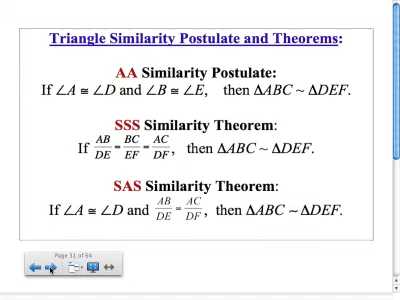 Triangle Similarity Postulate and Theorems:
AA Similarity Postulate:
If ∠A ≅ ∠D and ∠B ≅ ∠E, then ΔABC ~ ΔDEF.
SSS Similarity Theorem:
If AB/DE = BC/EF = AC/DF, then ΔABC ~ ΔDEF.
SAS Similarity Theorem:
If ∠A ≅ ∠D and AB/DE = AC/DF, then ΔABC ~ ΔDEF.
Page 31 of 64